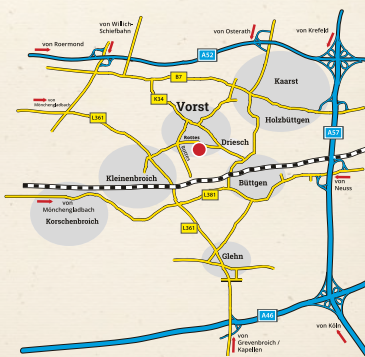 von Willich-
Schiefbahn
von Osterath
von Krefeld
von Roermond
A52
B7
Kaarst
K34
von
Mönchengladbach
Vorst
Holzbüttgen
L361
A57
Rottes
Driesch
Rottes
Kleinenbroich
Büttgen
von
Neuss
L381
von
Mönchengladbach
Korschenbroich
L361
Glehn
A46
von Köln
von
Grevenbroich /
Kapellen